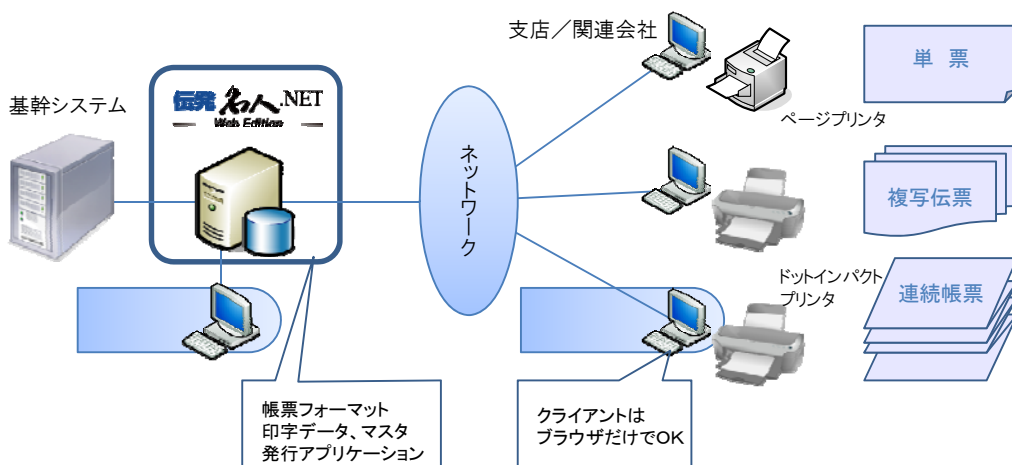 支店／関連会社
単 票
基幹システム
伝発名人.NET
Web Edition
ページプリンタ
ネットワーク
複写伝票
ドットインパクト
プリンタ
連続帳票
帳票フォーマット
印字データ、マスタ
発行アプリケーション
クライアントは
ブラウザだけでOK